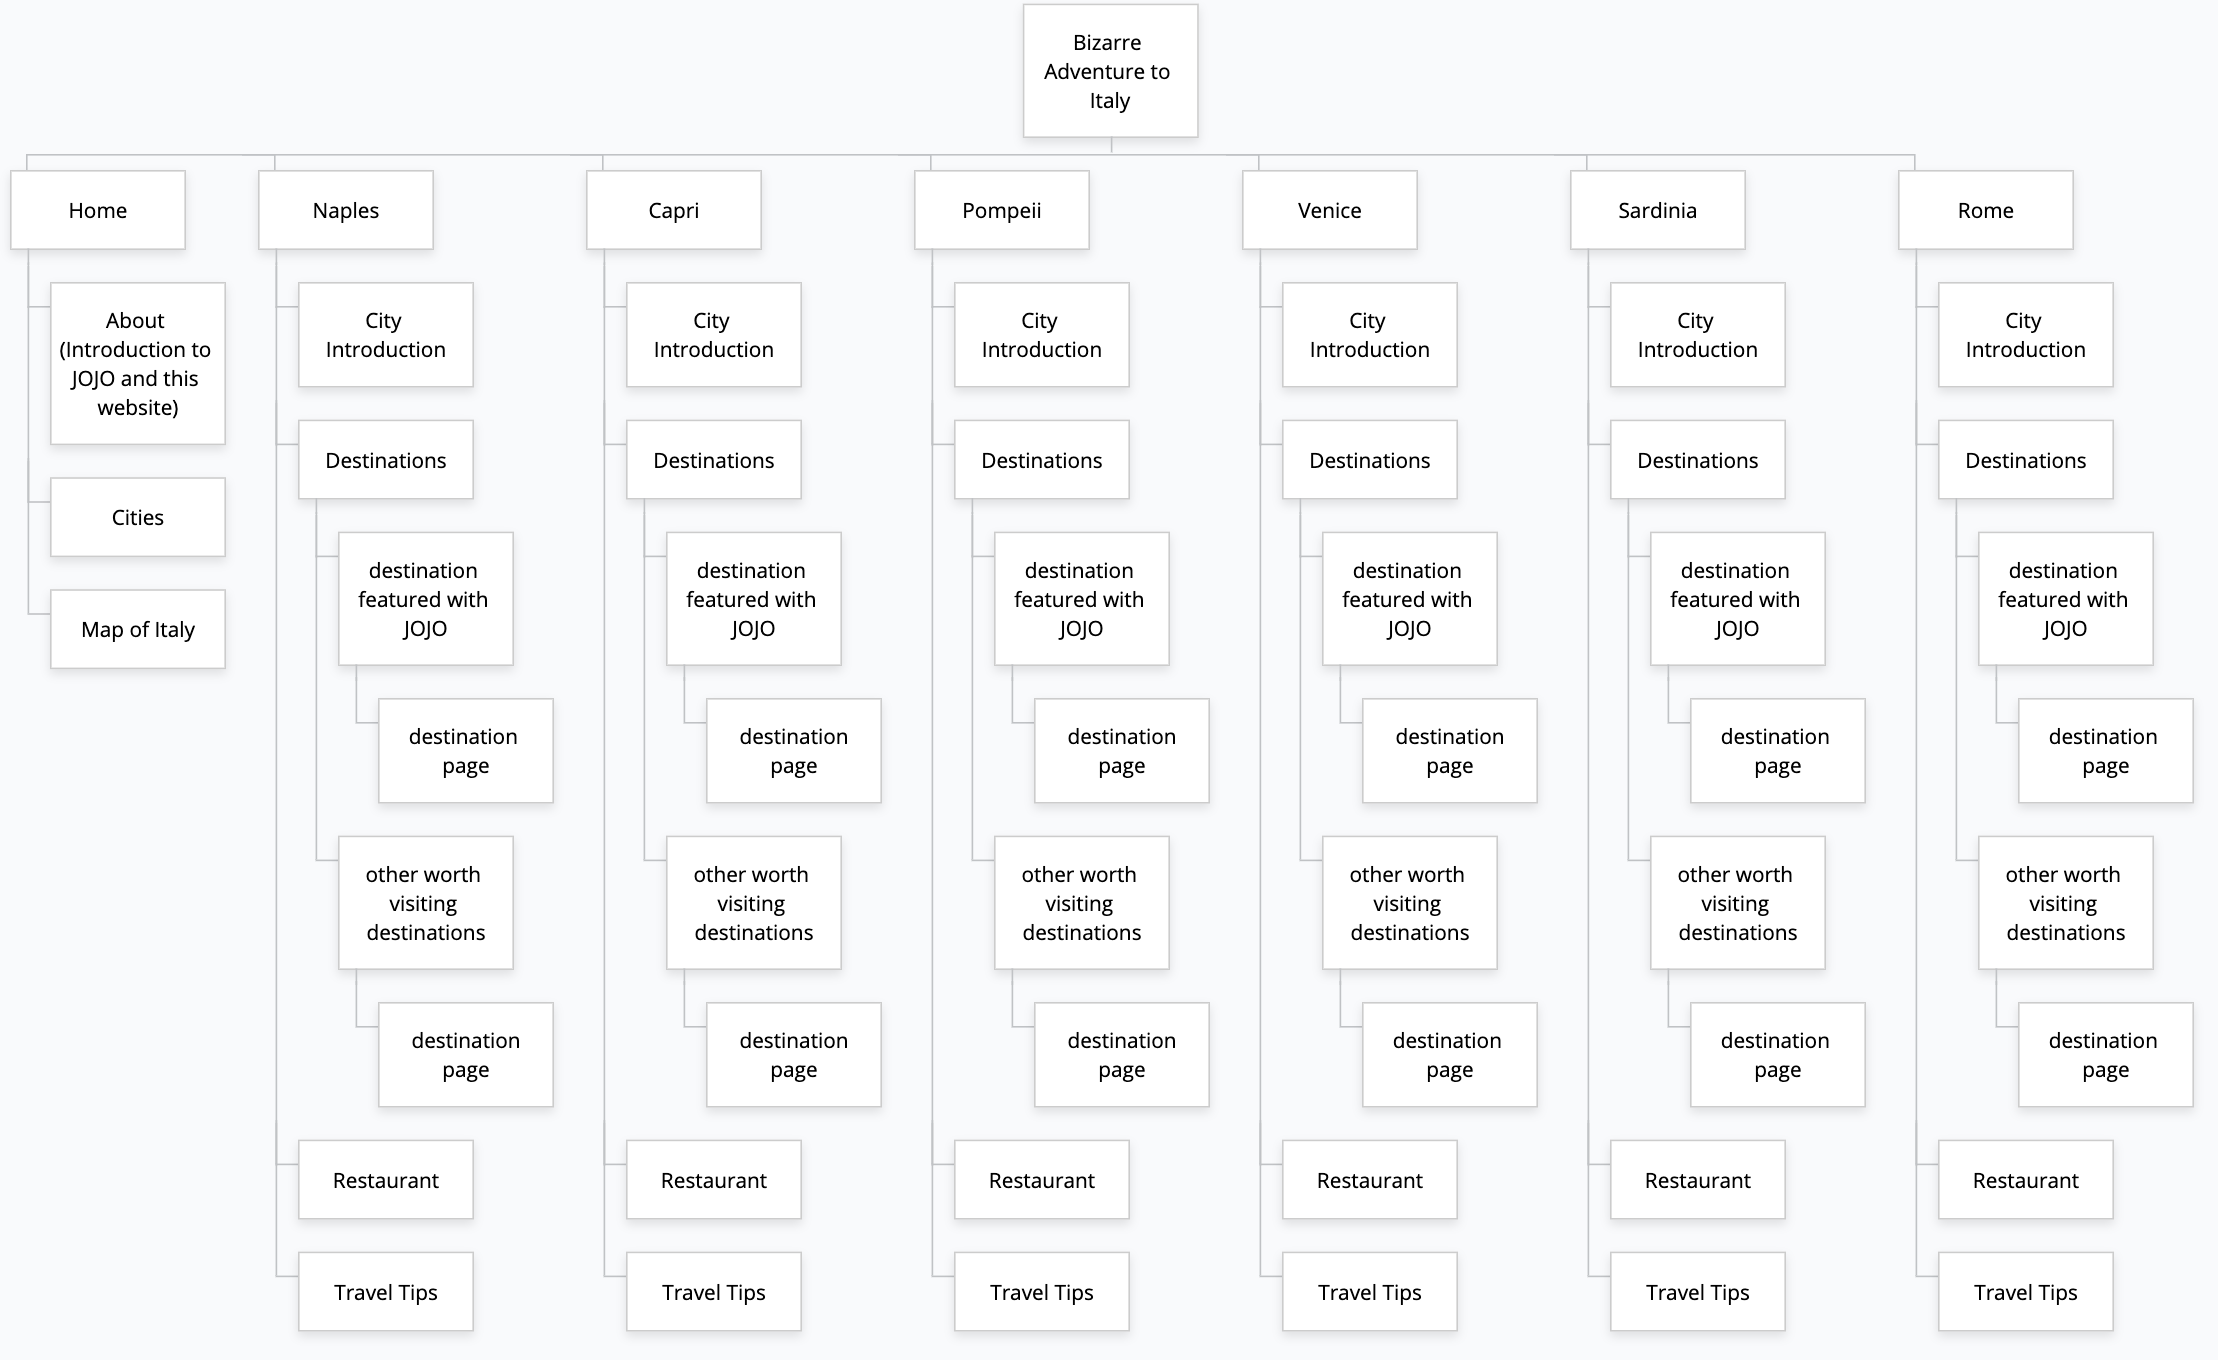 Bizarre
Adventure to
Italy
Home
About
(Introduction to
JOJO and this
website)
Cities
Map of Italy
Naples
City
Introduction
Destinations
destination
featured with
JOJO
destination
page
other worth
visiting
destinations
destination
page
Restaurant
Travel Tips
Capri
City
Introduction
Destinations
destination
featured with
JOJO
destination
page
other worth
visiting
destinations
destination
page
Restaurant
Travel Tips
Pompeii
City
Introduction
Destinations
destination
featured with
JOJO
destination
page
other worth
visiting
destinations
destination
page
Restaurant
Travel Tips
Venice
City
Introduction
Destinations
destination
featured with
JOJO
destination
page
other worth
visiting
destinations
destination
page
Restaurant
Travel Tips
Sardinia
City
Introduction
Destinations
destination
featured with
JOJO
destination
page
other worth
visiting
destinations
destination
page
Restaurant
Travel Tips
Rome
City
Introduction
Destinations
destination
featured with
JOJO
destination
page
other worth
visiting
destinations
destination
page
Restaurant
Travel Tips